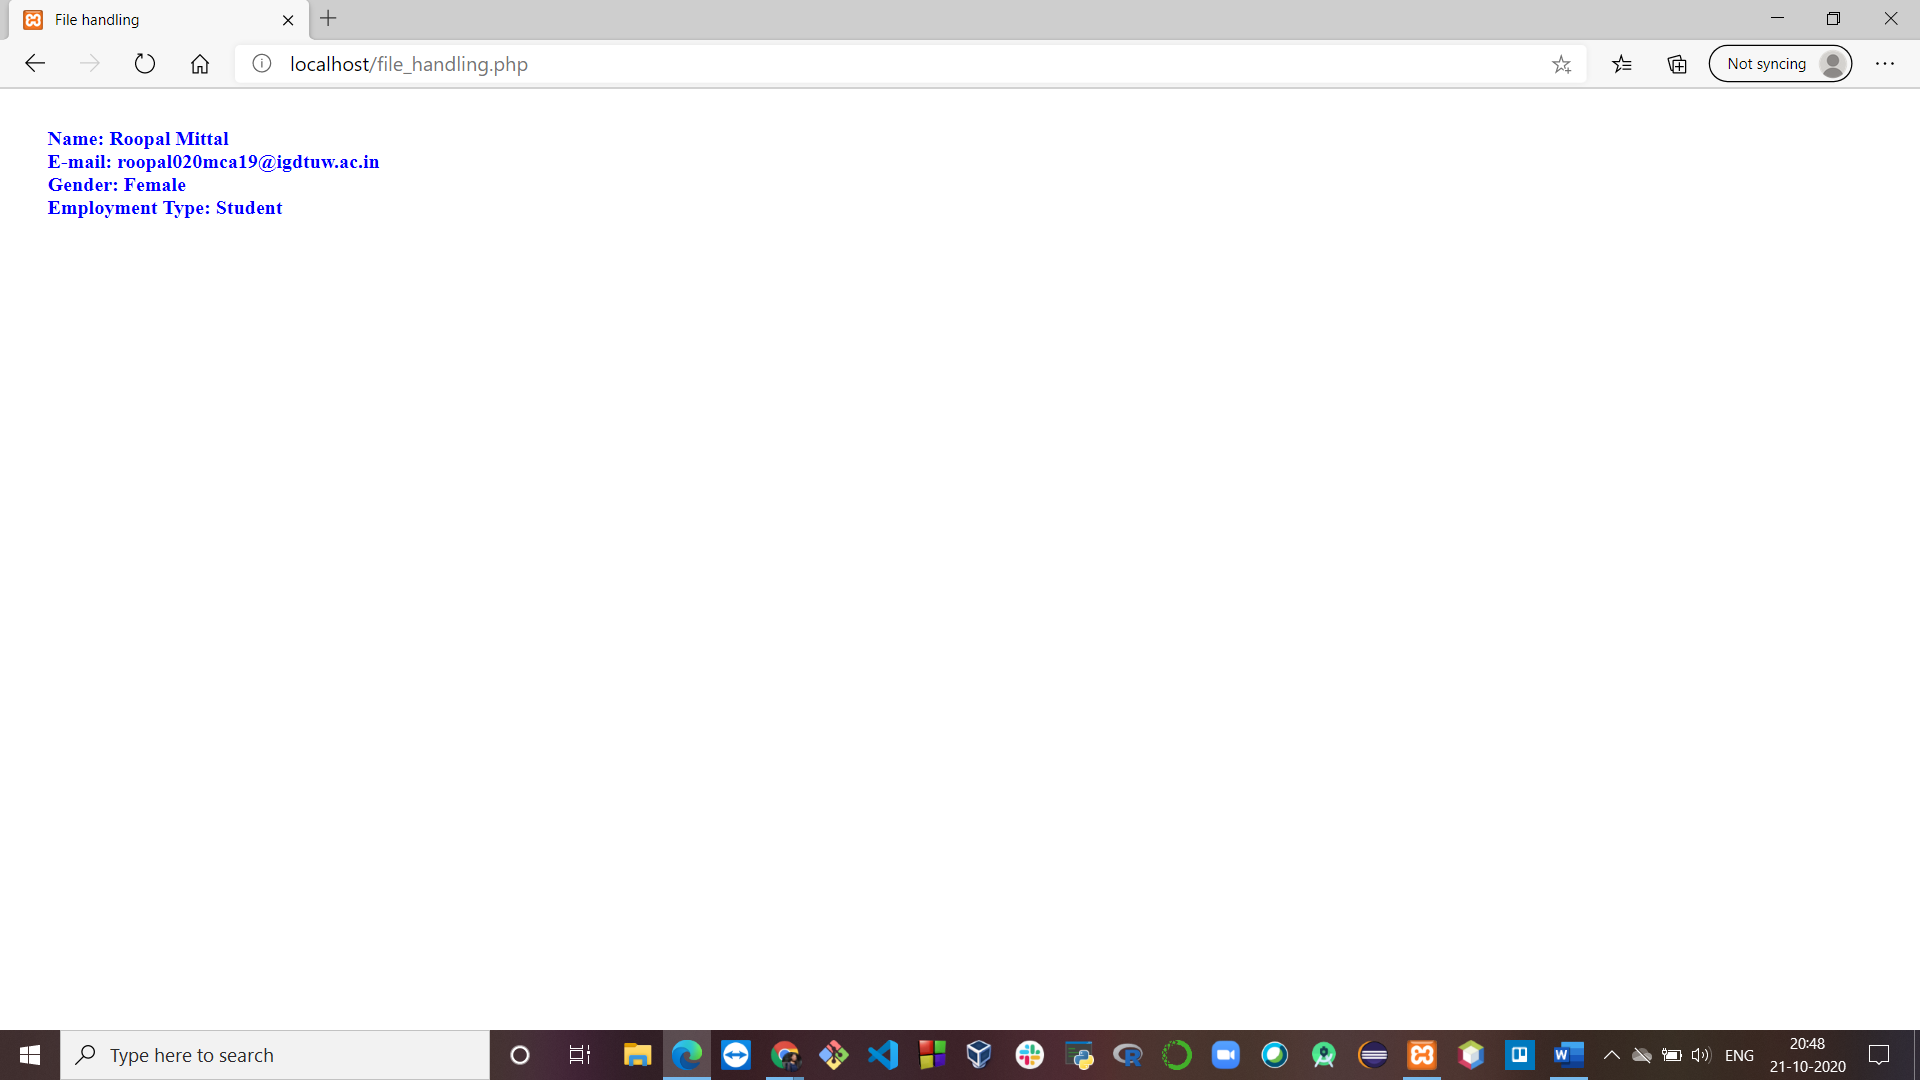 File handling
localhost/file_handling.php
Not syncing
Name: Roopal Mittal
E-mail: roopal020mca19@igdtuw.ac.in
Gender: Female
Employment Type: Student
Type here to search
ENG
20:48
21-10-2020